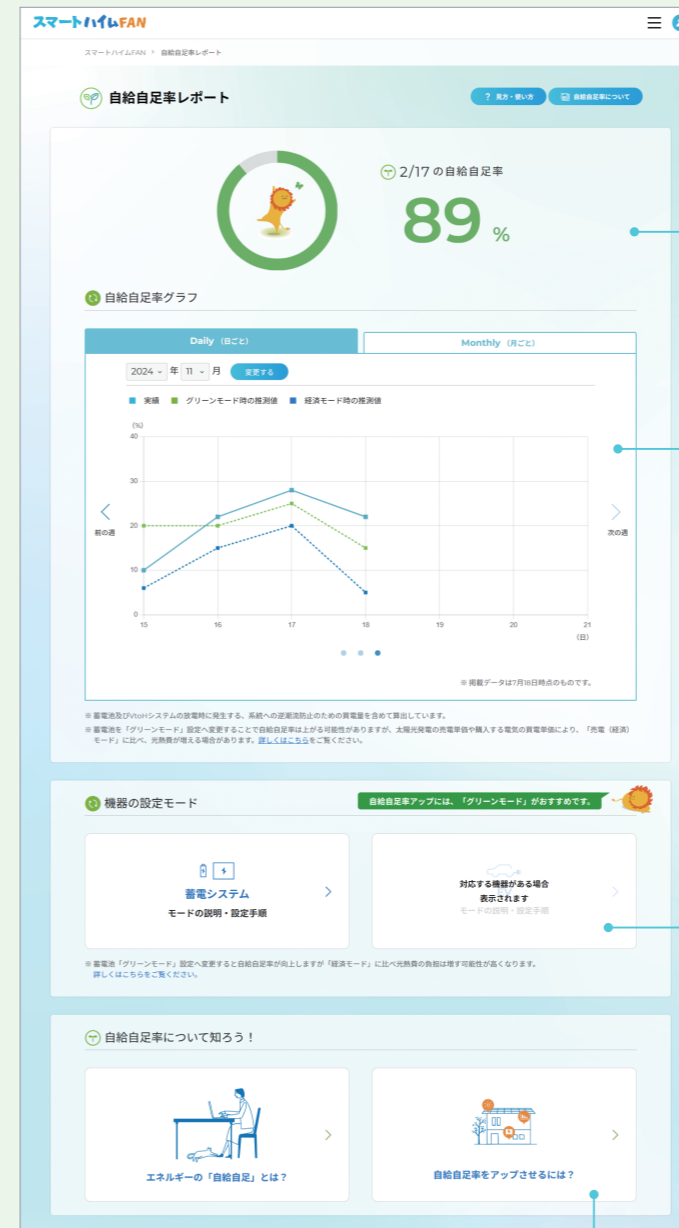 スマートハイムFAN
スマートハイムFAN > 自給自足率レポート
自給自足率レポート
? 見方・使い方
自給自足率について
2/17 の自給自足率
89 %
自給自足率グラフ
Daily (日ごと)
Monthly (月ごと)
2024 年 11 月 変更する
実績 グリーンモード時の推測値 経済モード時の推測値
(%)
40
30
20
10
0
前の週
次の週
15 16 17 18 19 20 21
(日)
※ 掲載データは7月18日時点のものです。
※ 蓄電池及びVtoHシステムの放電時に発生する、系統への逆潮流防止のための買電量を含めて算出しています。
※ 蓄電池を「グリーンモード」設定へ変更することで自給自足率は上がる可能性がありますが、太陽光発電の売電単価や購入する電気の買電単価により、「売電（経済）
モード」に比べ、光熱費が増える場合があります。詳しくはこちらをご覧ください。
機器の設定モード
自給自足率アップには、「グリーンモード」がおすすめです。
蓄電システム
モードの説明・設定手順
対応する機器がある場合
表示されます
モードの説明・設定手順
※ 蓄電池「グリーンモード」設定へ変更すると自給自足率が向上しますが「経済モード」に比べ光熱費の負担は増す可能性が高くなります。
詳しくはこちらをご覧ください。
自給自足率について知ろう！
エネルギーの「自給自足」とは？
自給自足率をアップさせるには？